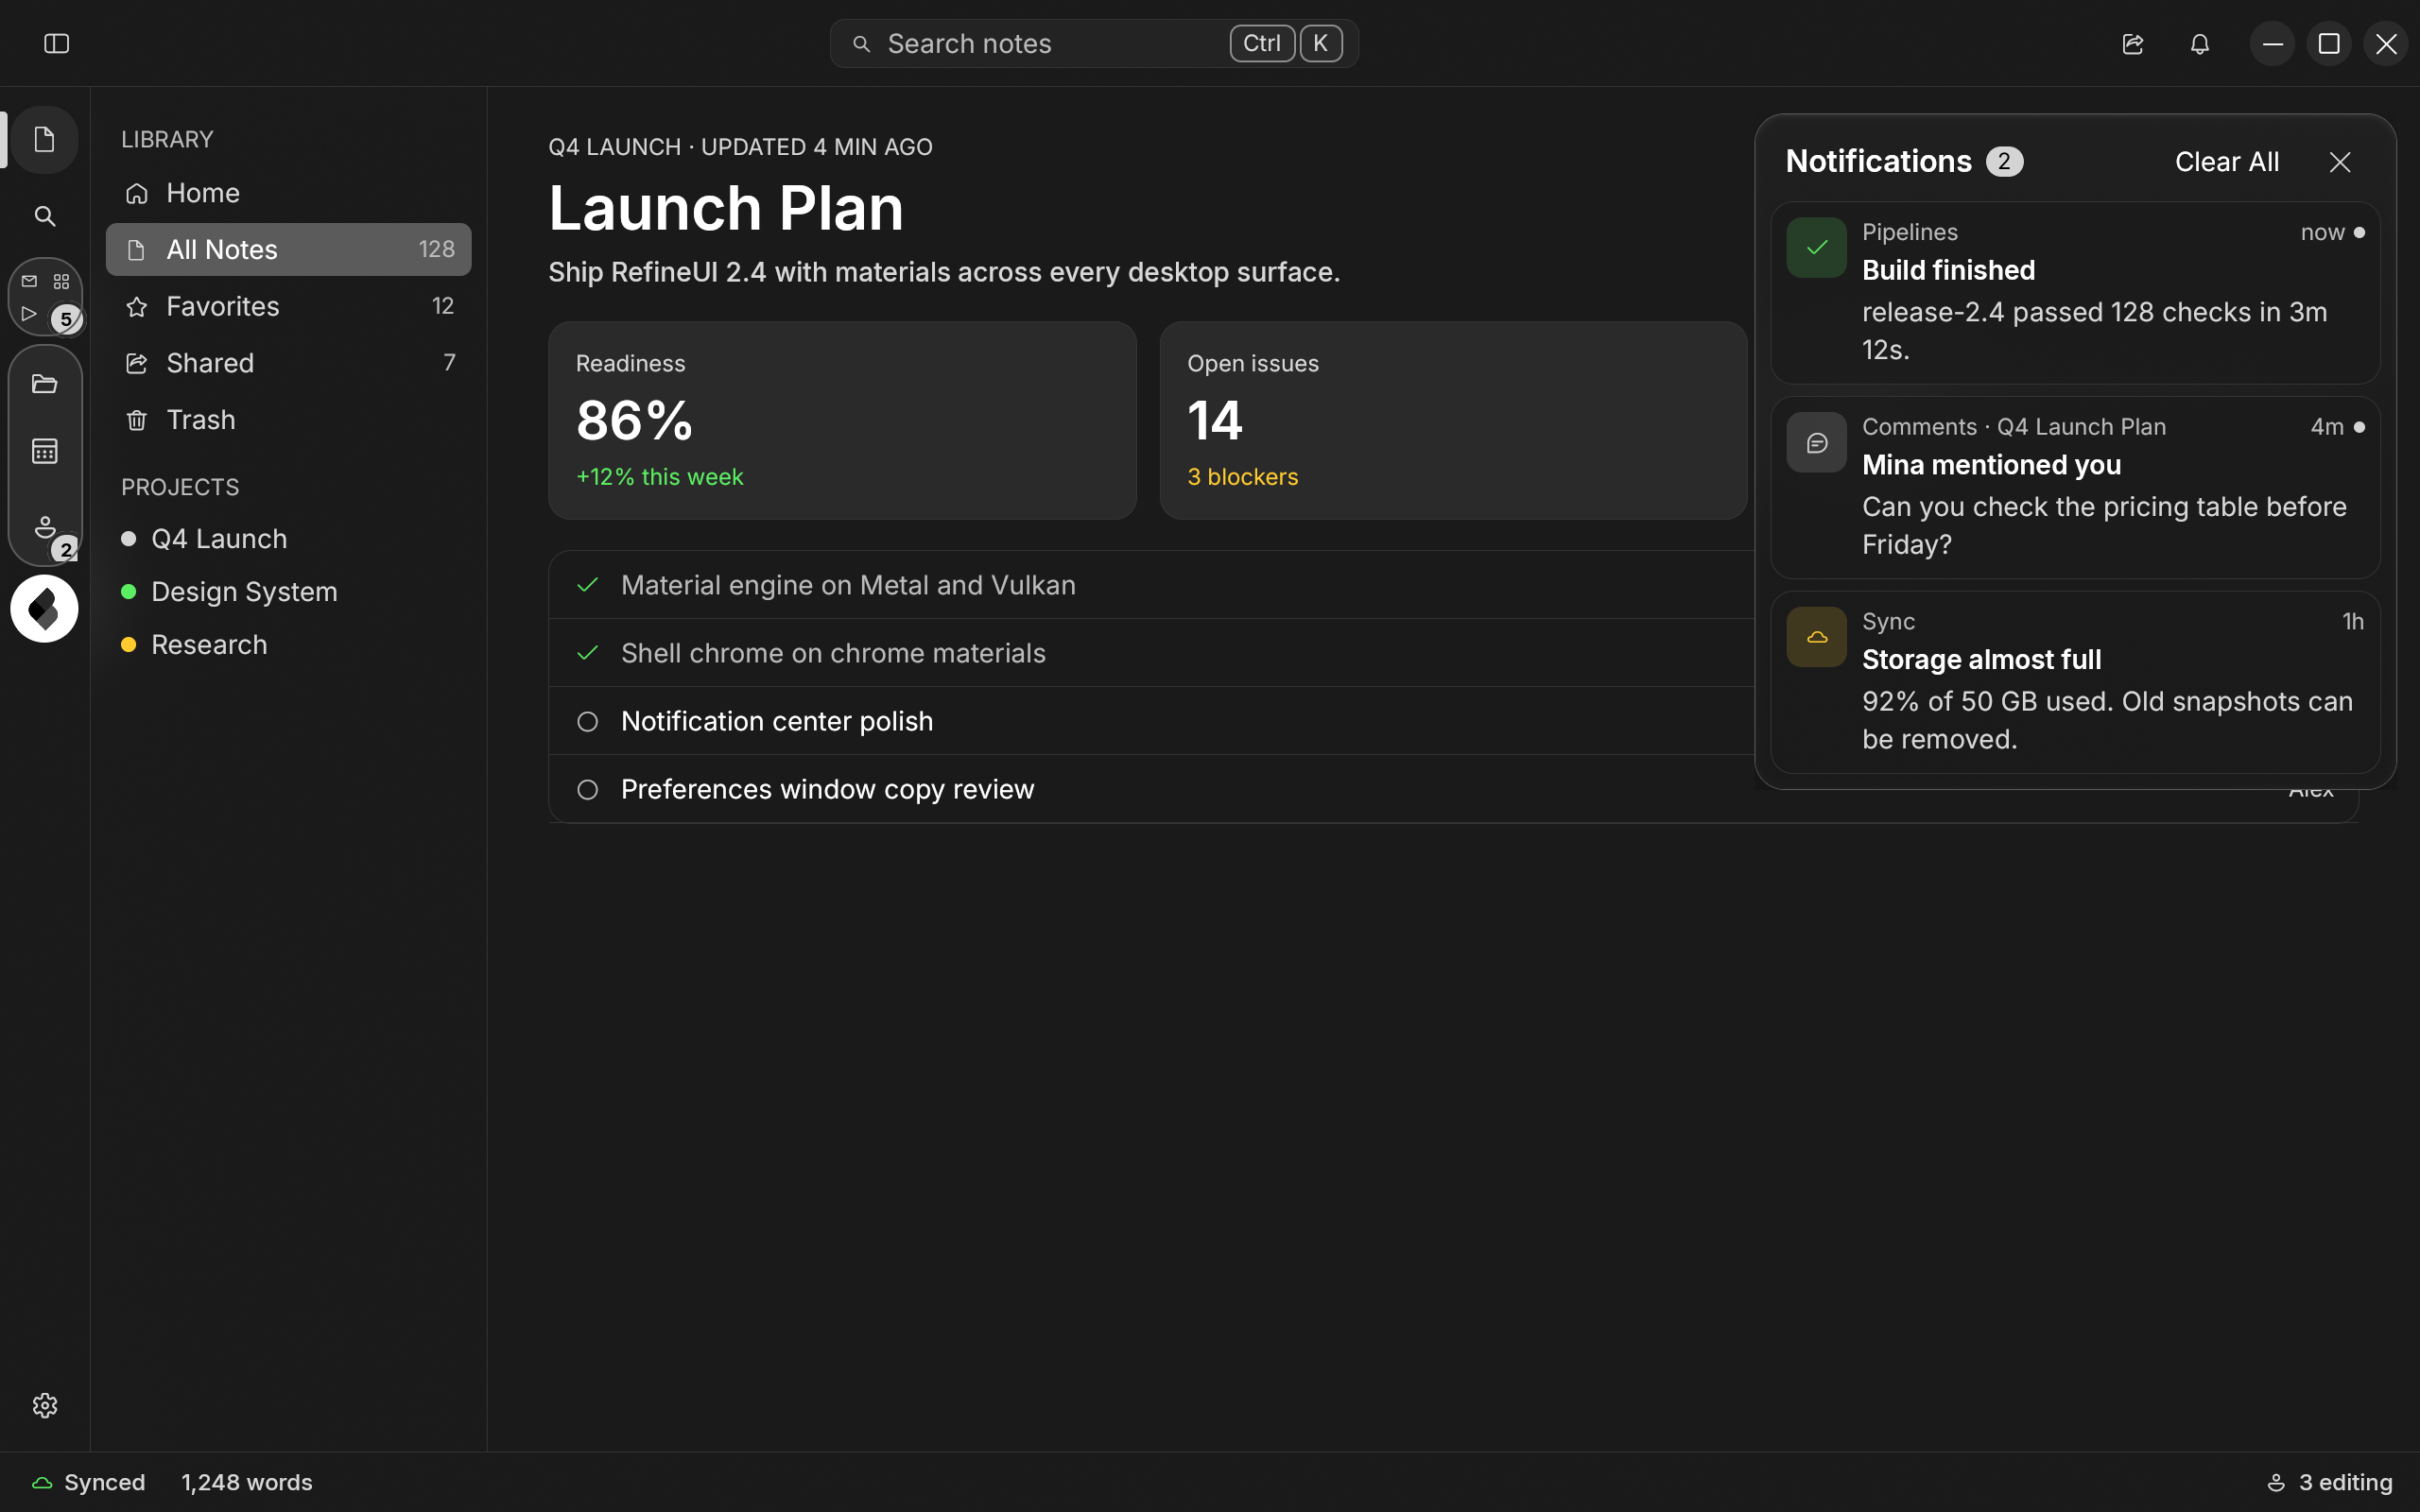 Search notes Ctrl K
LIBRARY
Home
All Notes 128
Favorites 12
Shared 7
Trash
PROJECTS
Q4 Launch
Design System
Research
5
2
Q4 LAUNCH · UPDATED 4 MIN AGO
Launch Plan
Ship RefineUI 2.4 with materials across every desktop surface.
Readiness
86%
+12% this week
Open issues
14
3 blockers
Material engine on Metal and Vulkan
Shell chrome on chrome materials
Notification center polish
Preferences window copy review
Alex
Notifications 2 Clear All
Pipelines now
Build finished
release-2.4 passed 128 checks in 3m
12s.
Comments · Q4 Launch Plan 4m
Mina mentioned you
Can you check the pricing table before
Friday?
Sync 1h
Storage almost full
92% of 50 GB used. Old snapshots can
be removed.
Synced 1,248 words
3 editing